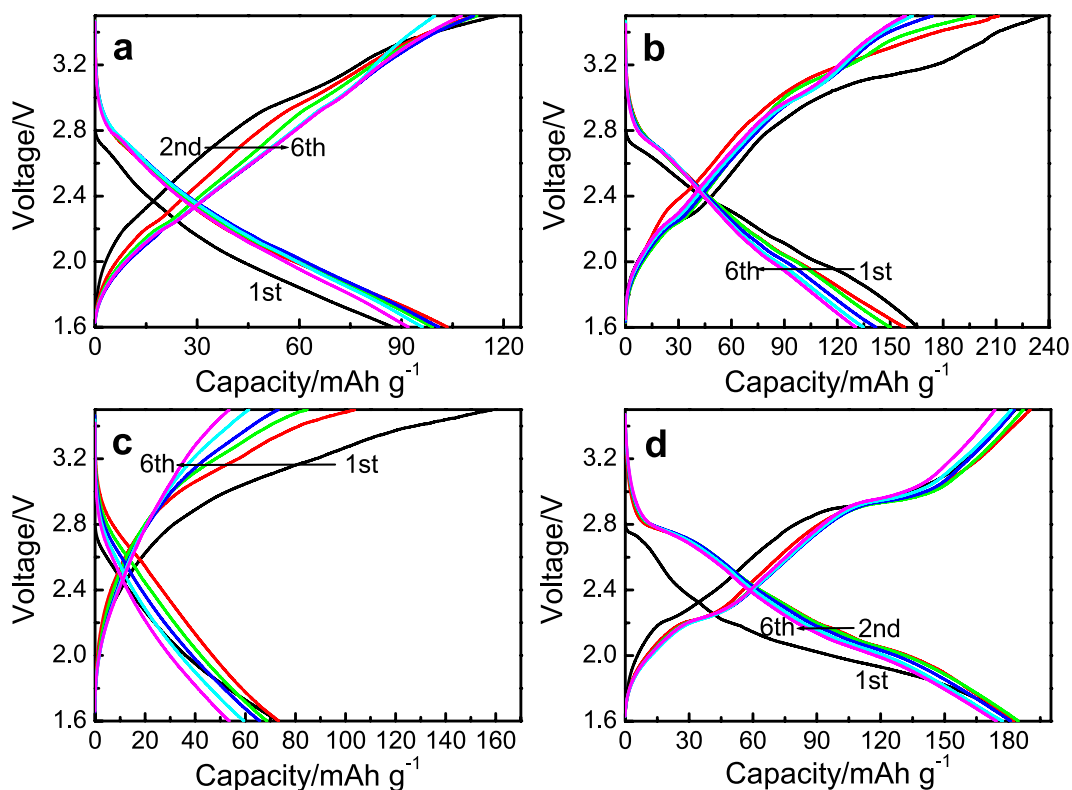 a
Voltage/V
3.2
2.8
2.4
2.0
1.6
2nd
6th
1st
0 30 60 90 120
Capacity/mAh g⁻¹
b
Voltage/V
3.2
2.8
2.4
2.0
1.6
6th
1st
0 30 60 90 120 150 180 210 240
Capacity/mAh g⁻¹
c
Voltage/V
3.2
2.8
2.4
2.0
1.6
6th
1st
0 20 40 60 80 100 120 140 160
Capacity/mAh g⁻¹
d
Voltage/V
3.2
2.8
2.4
2.0
1.6
6th
2nd
1st
0 30 60 90 120 150 180
Capacity/mAh g⁻¹